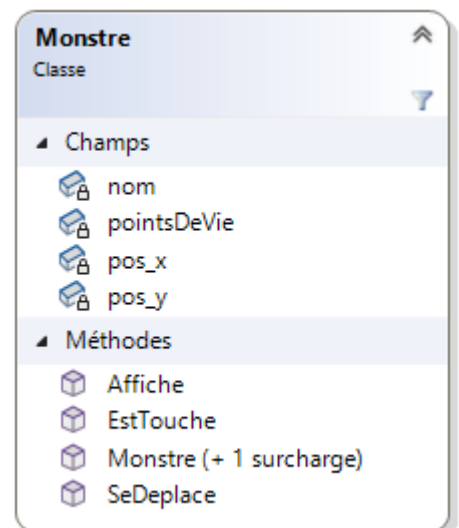 Monstre
Classe
Champs
nom
pointsDeVie
pos_x
pos_y
Méthodes
Affiche
EstTouche
Monstre (+ 1 surcharge)
SeDeplace